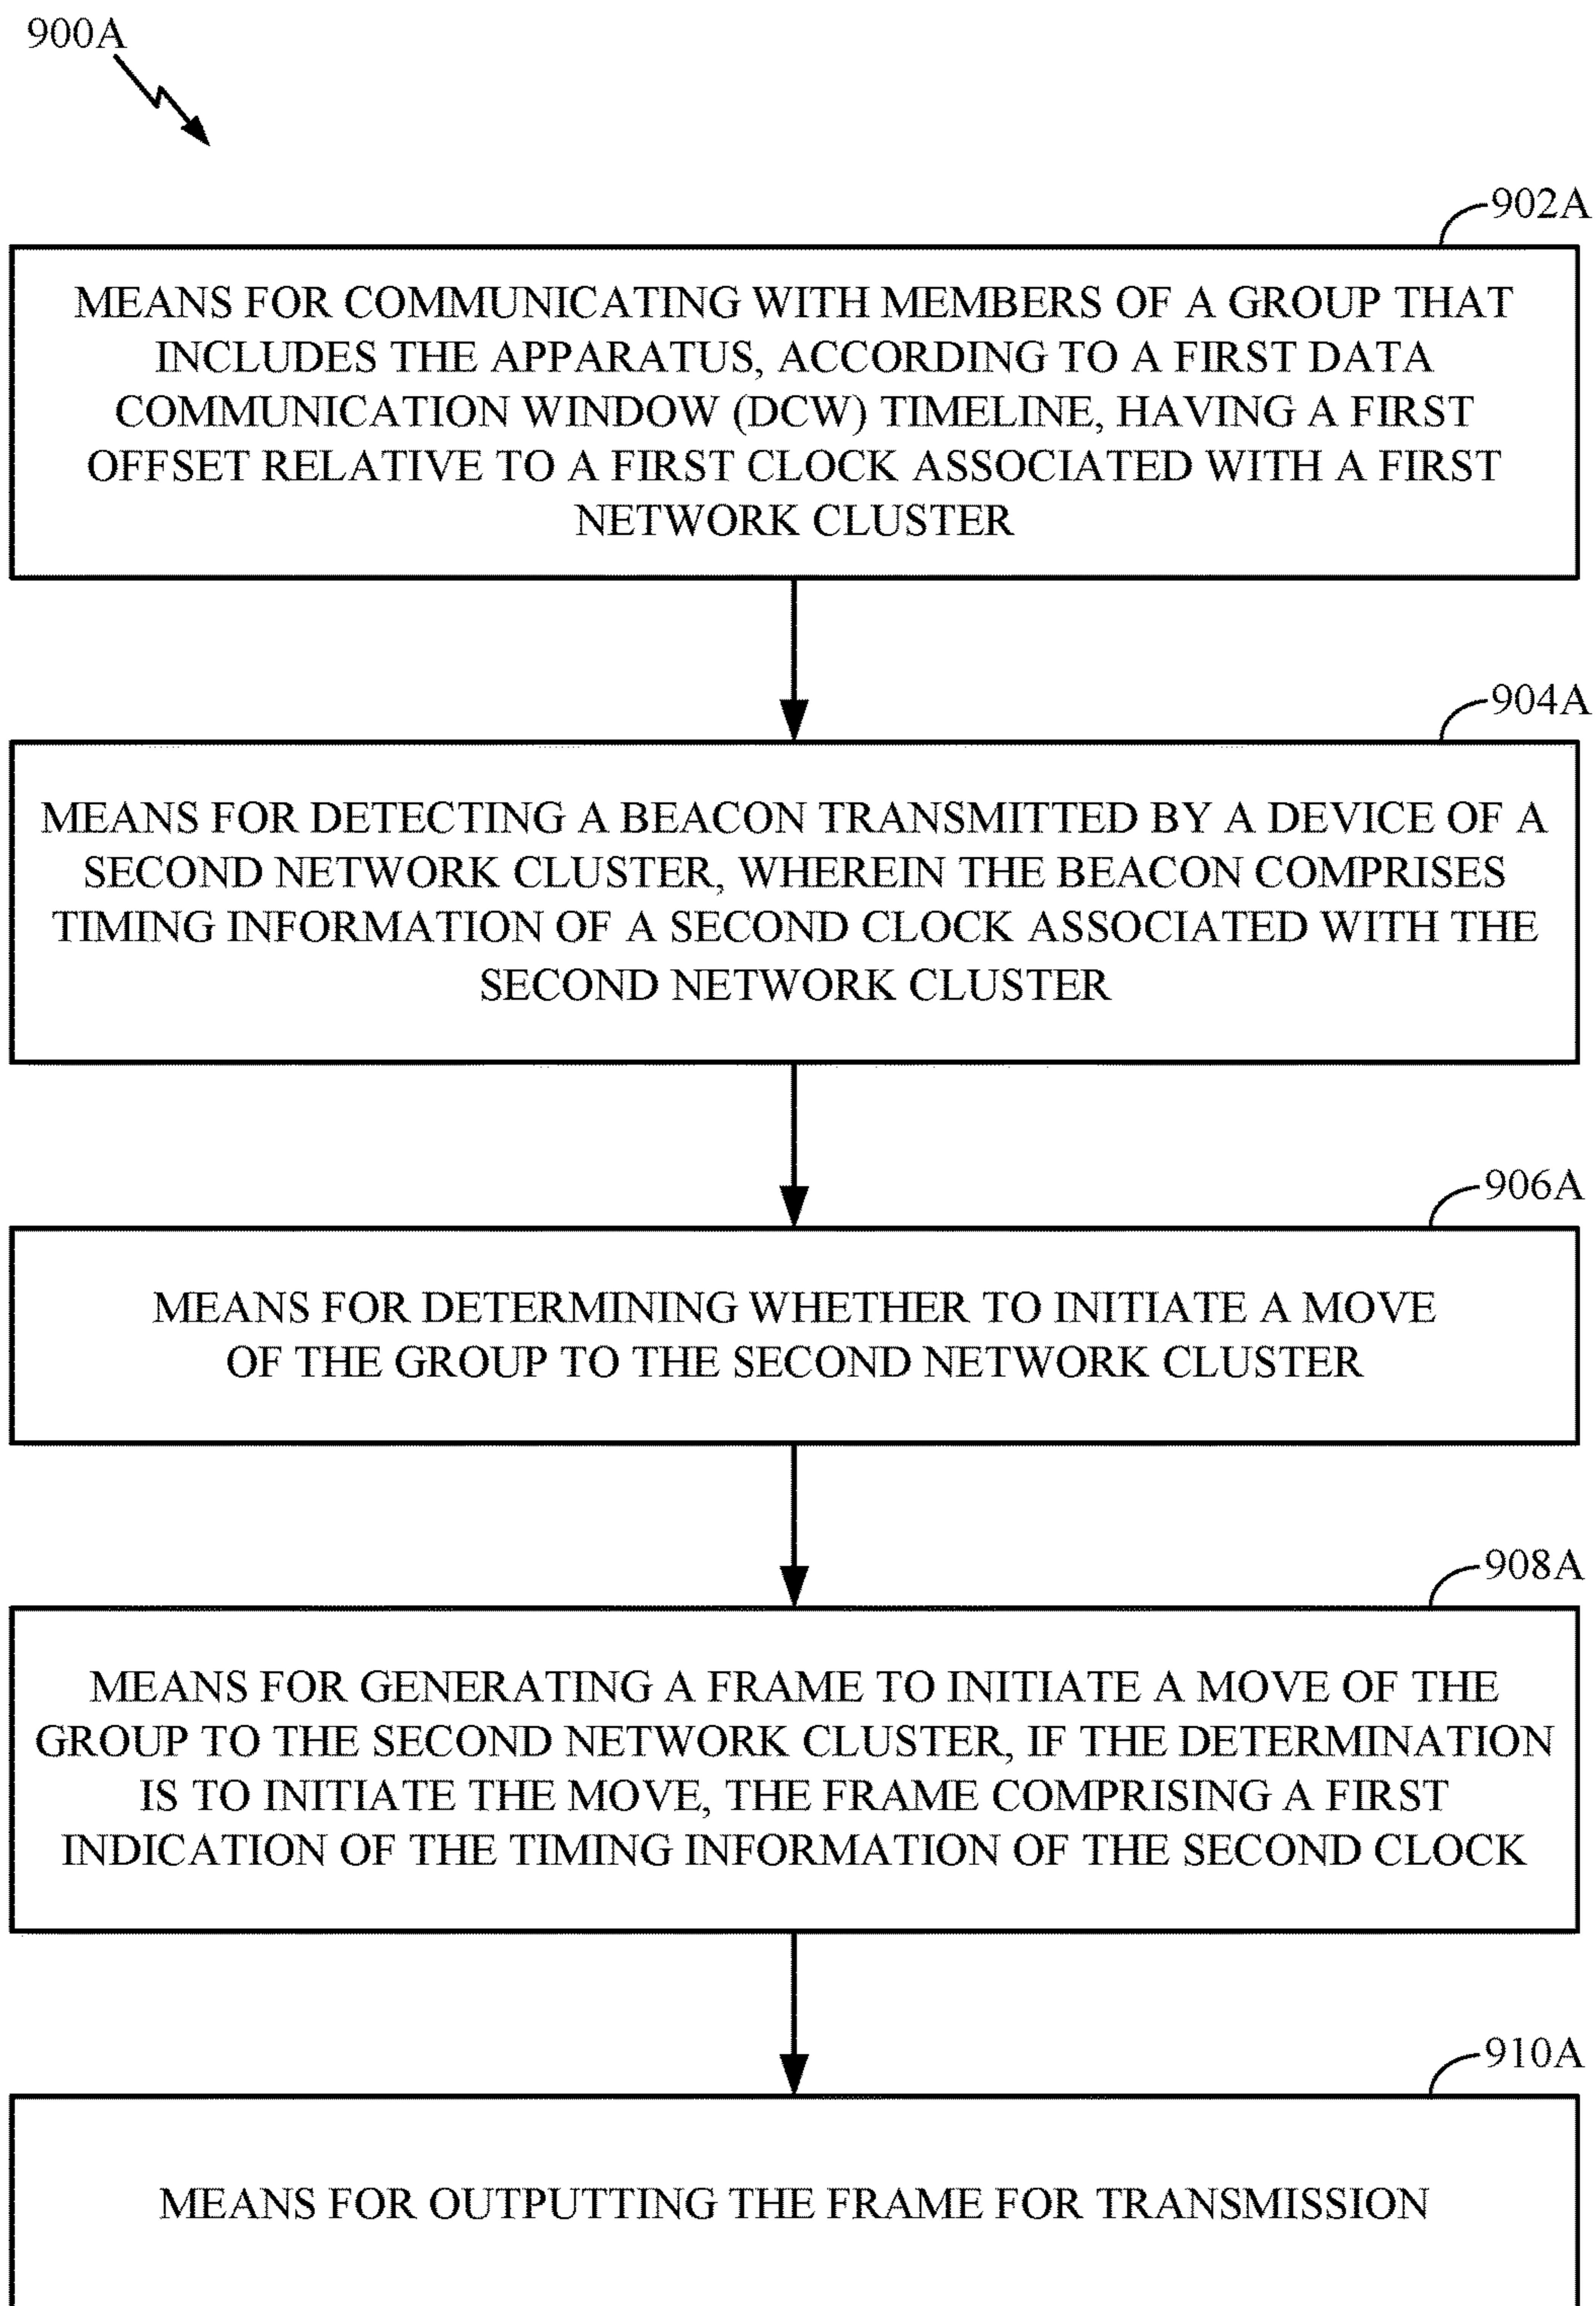 900A
902A
MEANS FOR COMMUNICATING WITH MEMBERS OF A GROUP THAT
INCLUDES THE APPARATUS, ACCORDING TO A FIRST DATA
COMMUNICATION WINDOW (DCW) TIMELINE, HAVING A FIRST
OFFSET RELATIVE TO A FIRST CLOCK ASSOCIATED WITH A FIRST
NETWORK CLUSTER
904A
MEANS FOR DETECTING A BEACON TRANSMITTED BY A DEVICE OF A
SECOND NETWORK CLUSTER, WHEREIN THE BEACON COMPRISES
TIMING INFORMATION OF A SECOND CLOCK ASSOCIATED WITH THE
SECOND NETWORK CLUSTER
906A
MEANS FOR DETERMINING WHETHER TO INITIATE A MOVE
OF THE GROUP TO THE SECOND NETWORK CLUSTER
908A
MEANS FOR GENERATING A FRAME TO INITIATE A MOVE OF THE
GROUP TO THE SECOND NETWORK CLUSTER, IF THE DETERMINATION
IS TO INITIATE THE MOVE, THE FRAME COMPRISING A FIRST
INDICATION OF THE TIMING INFORMATION OF THE SECOND CLOCK
910A
MEANS FOR OUTPUTTING THE FRAME FOR TRANSMISSION